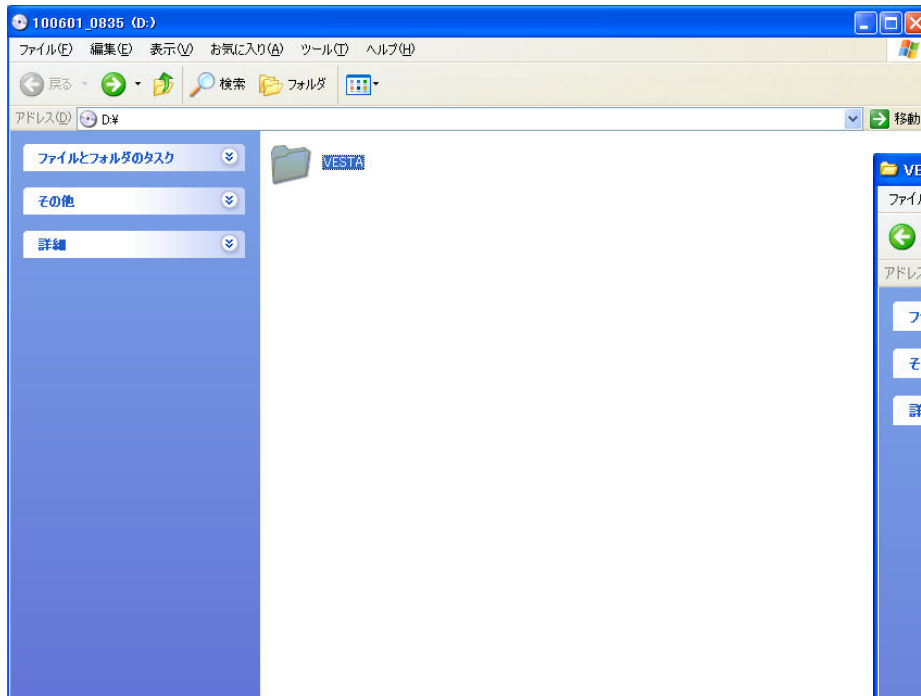 100601_0835 (D:)
ファイル(F) 編集(E) 表示(V) お気に入り(A) ツール(T) ヘルプ(H)
戻る 検索 フォルダ
アドレス(D) D:¥ 移動
ファイルとフォルダのタスク
その他
詳細
VESTA
VE
ファイル
アドレス
フ
そ
詳